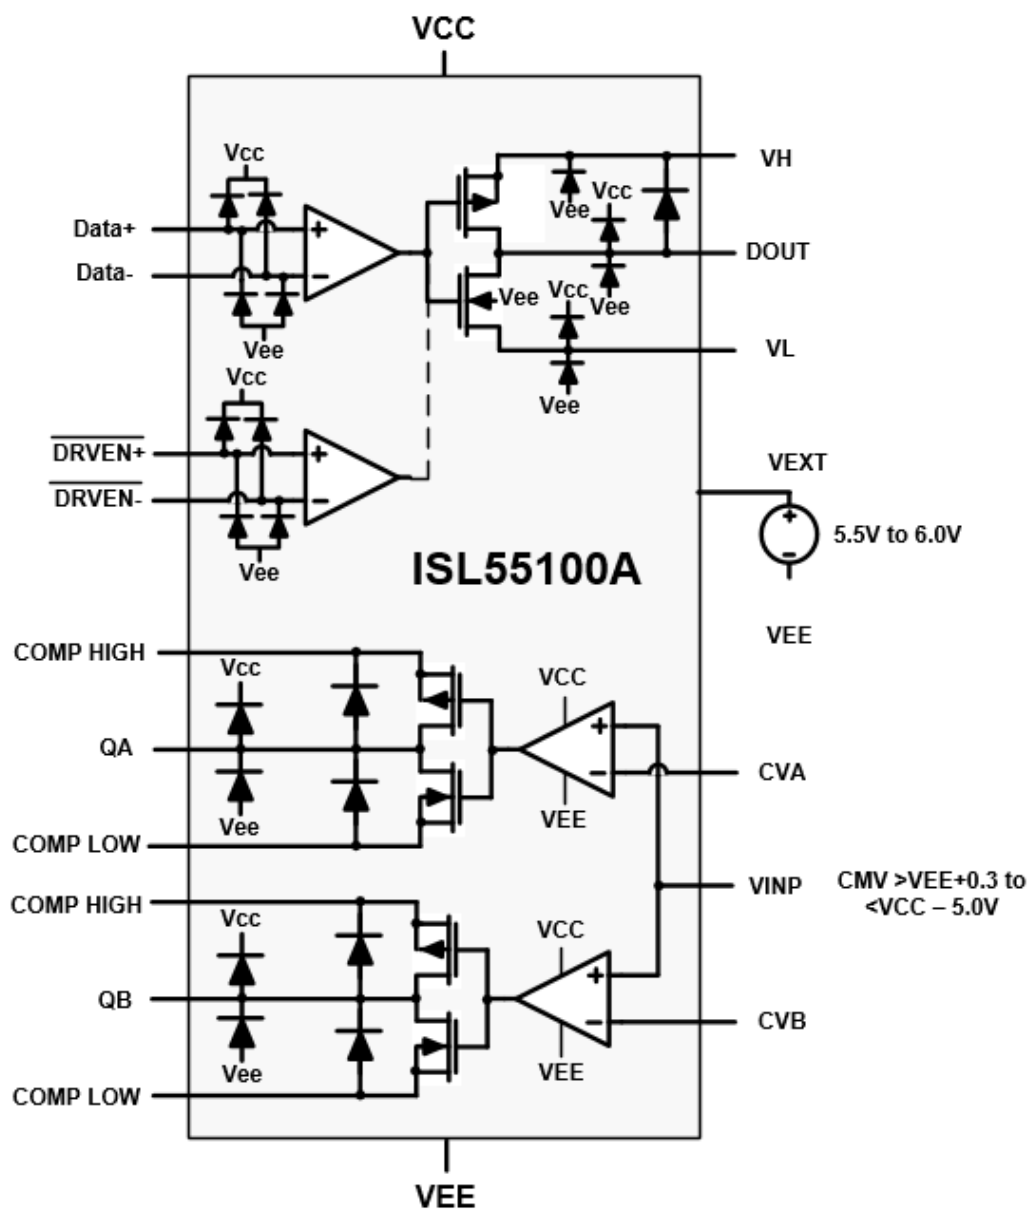 VCC
Vcc
VH
Vcc
Vee
Data+
+
DOUT
Data-
-
Vee
Vcc
Vee
Vee
VL
Vcc
Vee
DRVEN+
+
VEXT
DRVEN-
-
+
5.5V to 6.0V
-
Vee
ISL55100A
VEE
COMP HIGH
Vcc
VCC
+
QA
-
CVA
Vee
VEE
COMP LOW
VINP
CMV >VEE+0.3 to
<VCC – 5.0V
COMP HIGH
Vcc
VCC
+
QB
-
CVB
Vee
VEE
COMP LOW
VEE